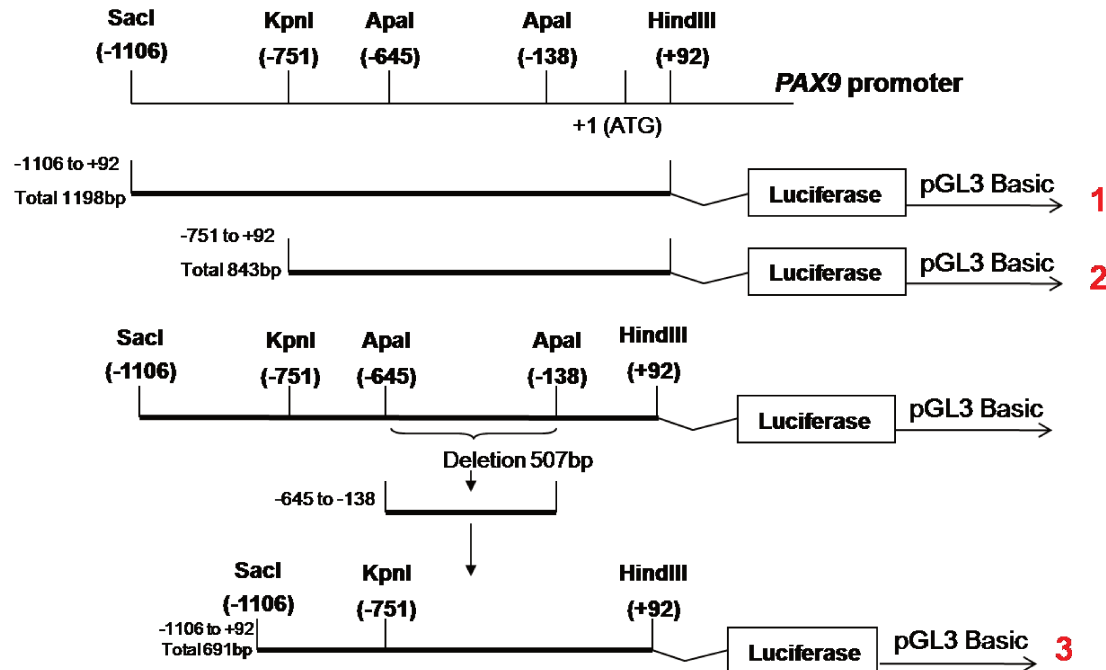 SacI KpnI ApaI ApaI HindIII
(-1106) (-751) (-645) (-138) (+92)
PAX9 promoter
+1 (ATG)
-1106 to +92
Total 1198bp
Luciferase
pGL3 Basic
1
-751 to +92
Total 843bp
Luciferase
pGL3 Basic
2
SacI KpnI ApaI ApaI HindIII
(-1106) (-751) (-645) (-138) (+92)
Luciferase
pGL3 Basic
Deletion 507bp
-645 to -138
SacI KpnI HindIII
(-1106) (-751) (+92)
-1106 to +92
Total 691bp
Luciferase
pGL3 Basic
3